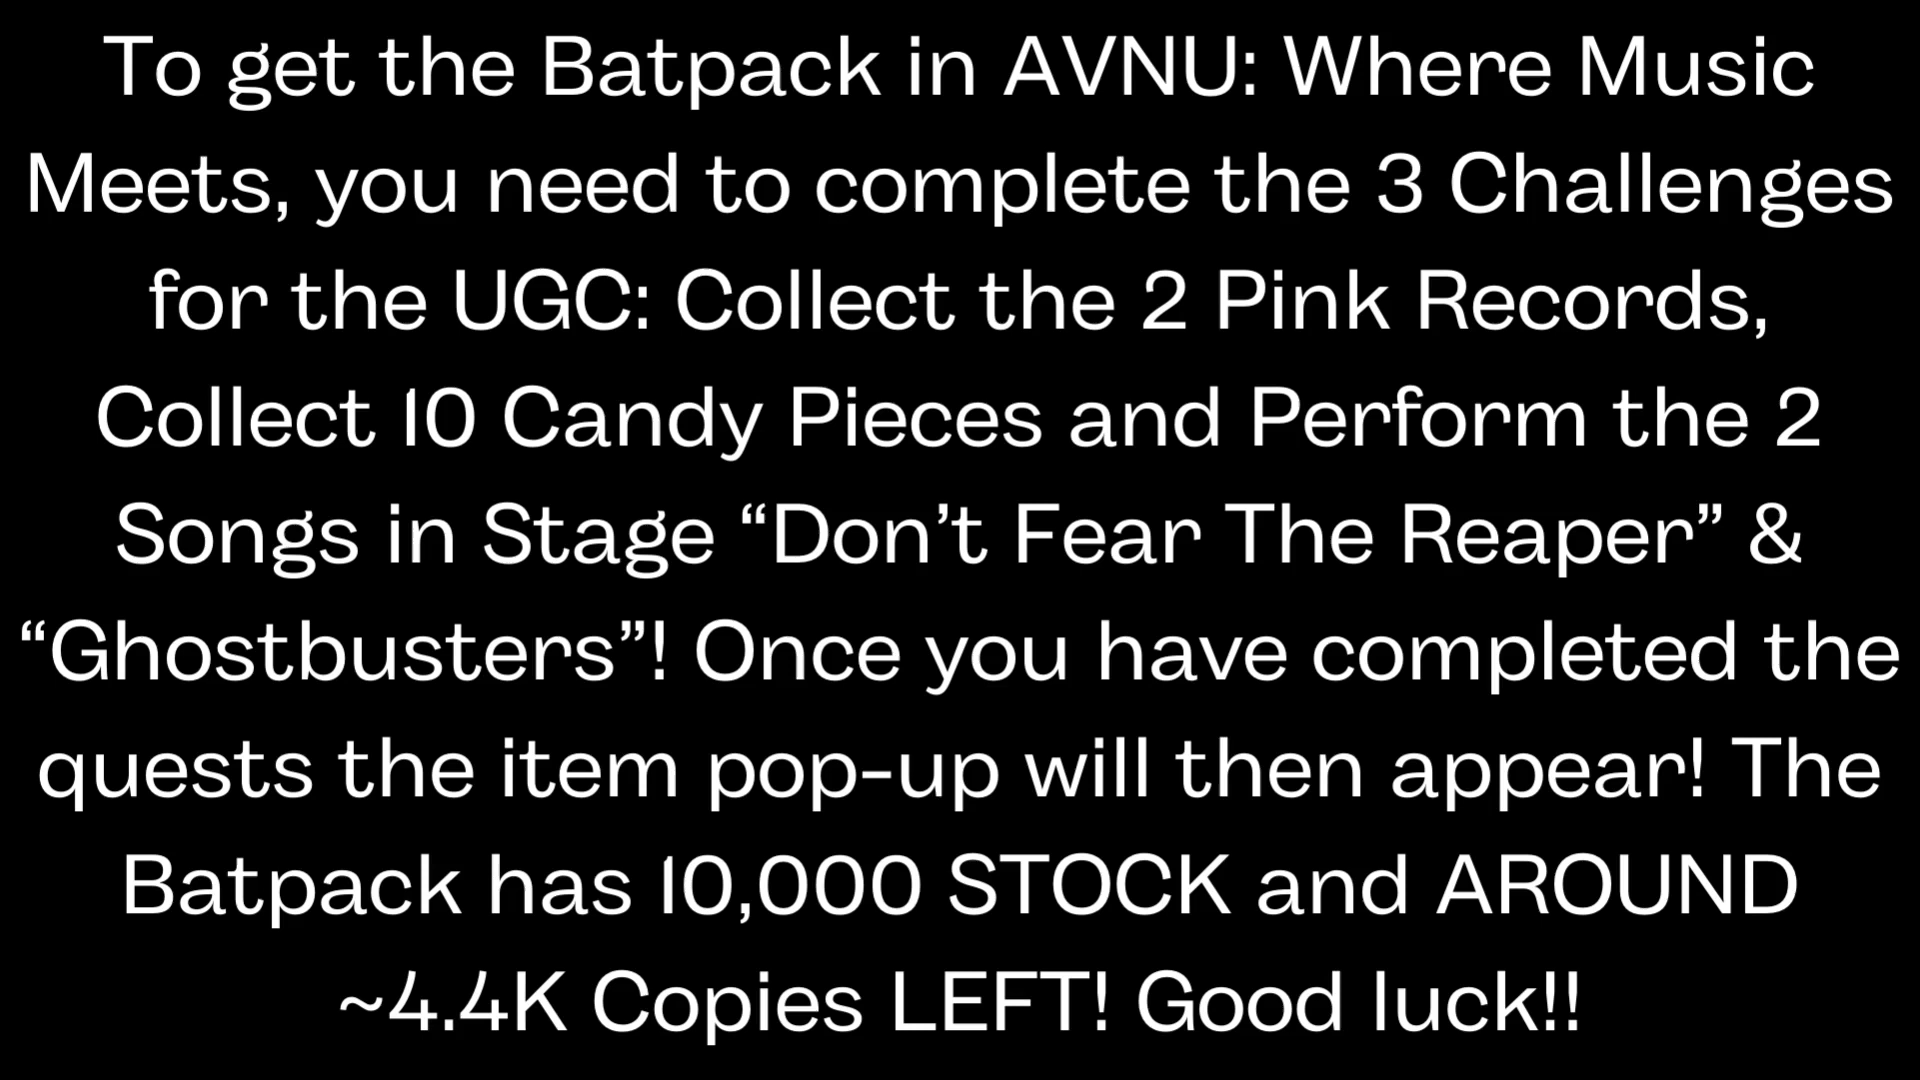 To get the Batpack in AVNU: Where Music
Meets, you need to complete the 3 Challenges
for the UGC: Collect the 2 Pink Records,
Collect 10 Candy Pieces and Perform the 2
Songs in Stage “Don’t Fear The Reaper” &
“Ghostbusters”! Once you have completed the
quests the item pop-up will then appear! The
Batpack has 10,000 STOCK and AROUND
~4.4K Copies LEFT! Good luck!!